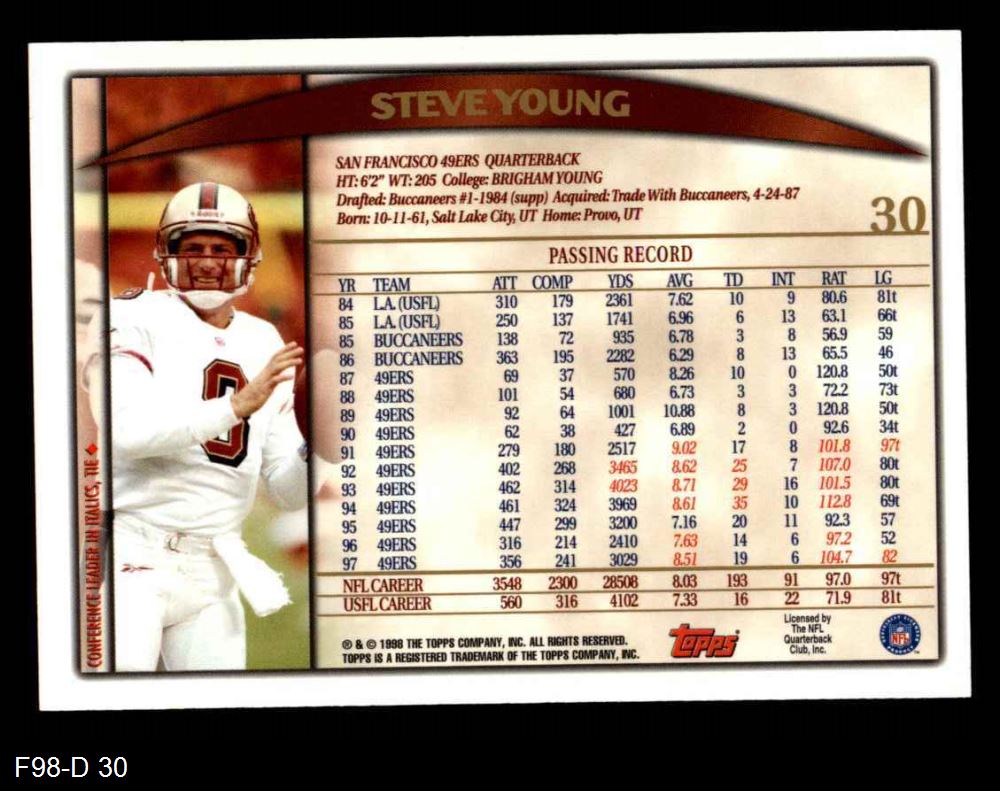 STEVE YOUNG
SAN FRANCISCO 49ERS QUARTERBACK
HT: 6'2" WT: 205 College: BRIGHAM YOUNG
Drafted: Buccaneers #1-1984 (supp) Acquired: Trade With Buccaneers, 4-24-87
Born: 10-11-61, Salt Lake City, UT Home: Provo, UT
30
PASSING RECORD
YR TEAM ATT COMP YDS AVG TD INT RAT LG
84 L.A. (USFL) 310 179 2361 7.62 10 9 80.6 81t
85 L.A. (USFL) 250 137 1741 6.96 6 13 63.1 66t
85 BUCCANEERS 138 72 935 6.78 3 8 56.9 59
86 BUCCANEERS 363 195 2282 6.29 8 13 65.5 46
87 49ERS 69 37 570 8.26 10 0 120.8 50t
88 49ERS 101 54 680 6.73 3 3 72.2 73t
89 49ERS 92 64 1001 10.88 8 3 120.8 50t
90 49ERS 62 38 427 6.89 2 0 92.6 34t
91 49ERS 279 180 2517 9.02 17 8 101.8 97t
92 49ERS 402 268 3465 8.62 25 7 107.0 80t
93 49ERS 462 314 4023 8.71 29 16 101.5 80t
94 49ERS 461 324 3969 8.61 35 10 112.8 69t
95 49ERS 447 299 3200 7.16 20 11 92.3 57
96 49ERS 316 214 2410 7.63 14 6 97.2 52
97 49ERS 356 241 3029 8.51 19 6 104.7 82
NFL CAREER 3548 2300 28508 8.03 193 91 97.0 97t
USFL CAREER 560 316 4102 7.33 16 22 71.9 81t
CONFERENCE LEADER IN ITALICS, TIE ♦
® & © 1998 THE TOPPS COMPANY, INC. ALL RIGHTS RESERVED.
TOPPS IS A REGISTERED TRADEMARK OF THE TOPPS COMPANY, INC.
Topps
Licensed by
The NFL
Quarterback
Club, Inc.
NFL
8
F98-D 30